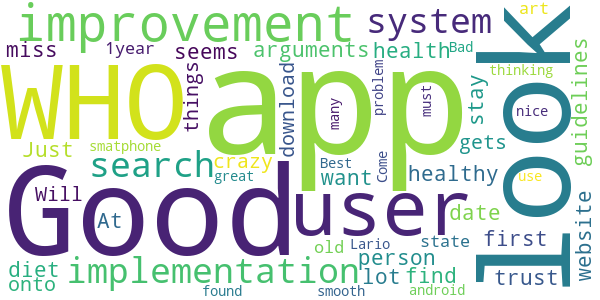 improvement system art
WHO app look
miss 1year seems arguments health Bad
things download many problem must stay thinking guidelines
Just smatphone gets nice
Good user search crazy want Best Come healthy use
Will At great date website
implementation old person state first
diet lot find Lario trust
onto found smooth android